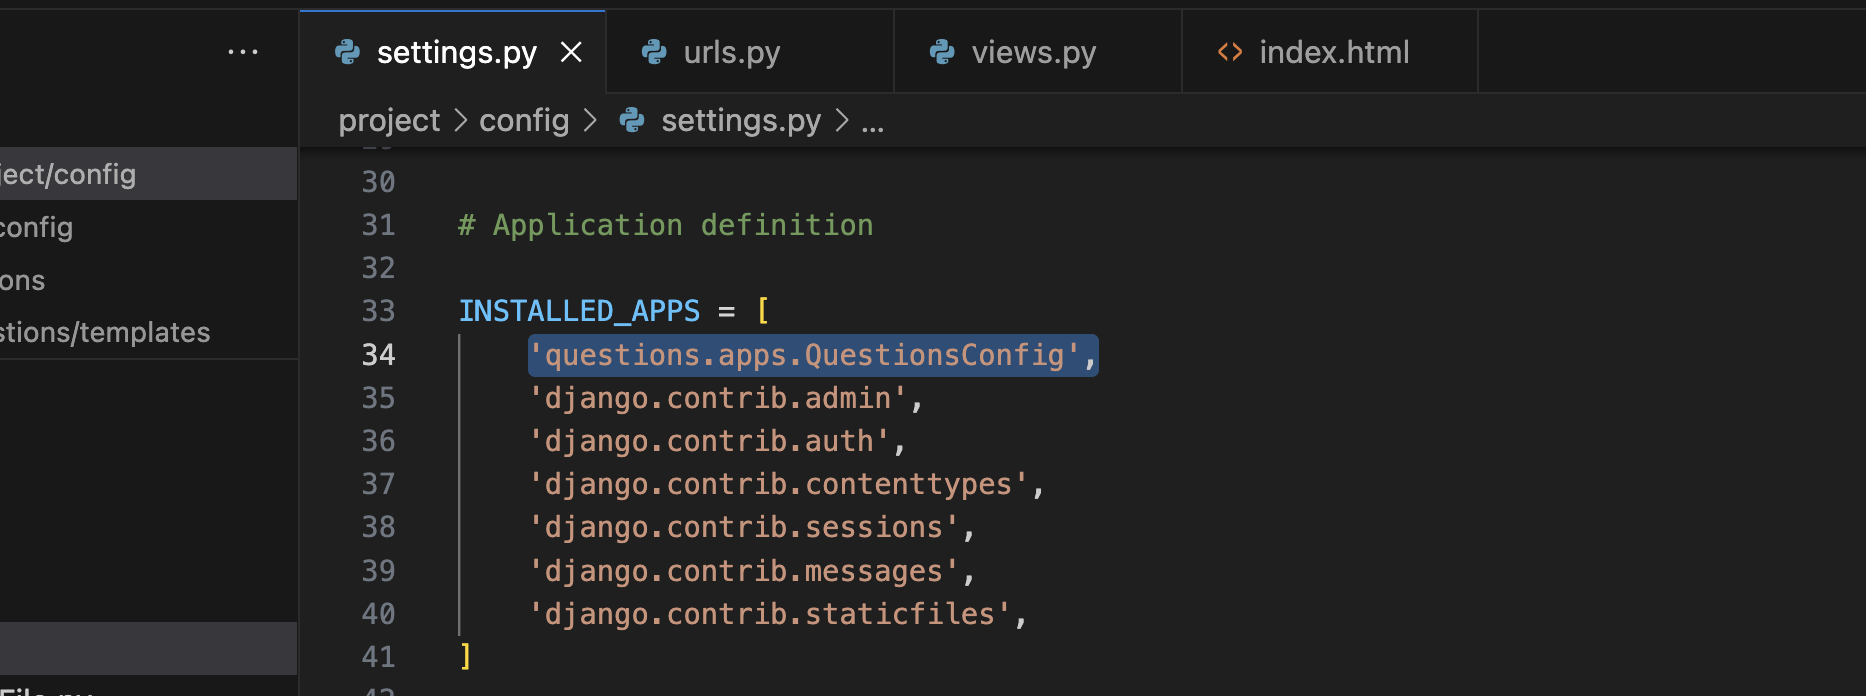 settings.py
urls.py
views.py
index.html
project > config > settings.py > ...
ject/config
config
ons
stions/templates
30
31 # Application definition
32
33 INSTALLED_APPS = [
34 'questions.apps.QuestionsConfig',
35 'django.contrib.admin',
36 'django.contrib.auth',
37 'django.contrib.contenttypes',
38 'django.contrib.sessions',
39 'django.contrib.messages',
40 'django.contrib.staticfiles',
41 ]